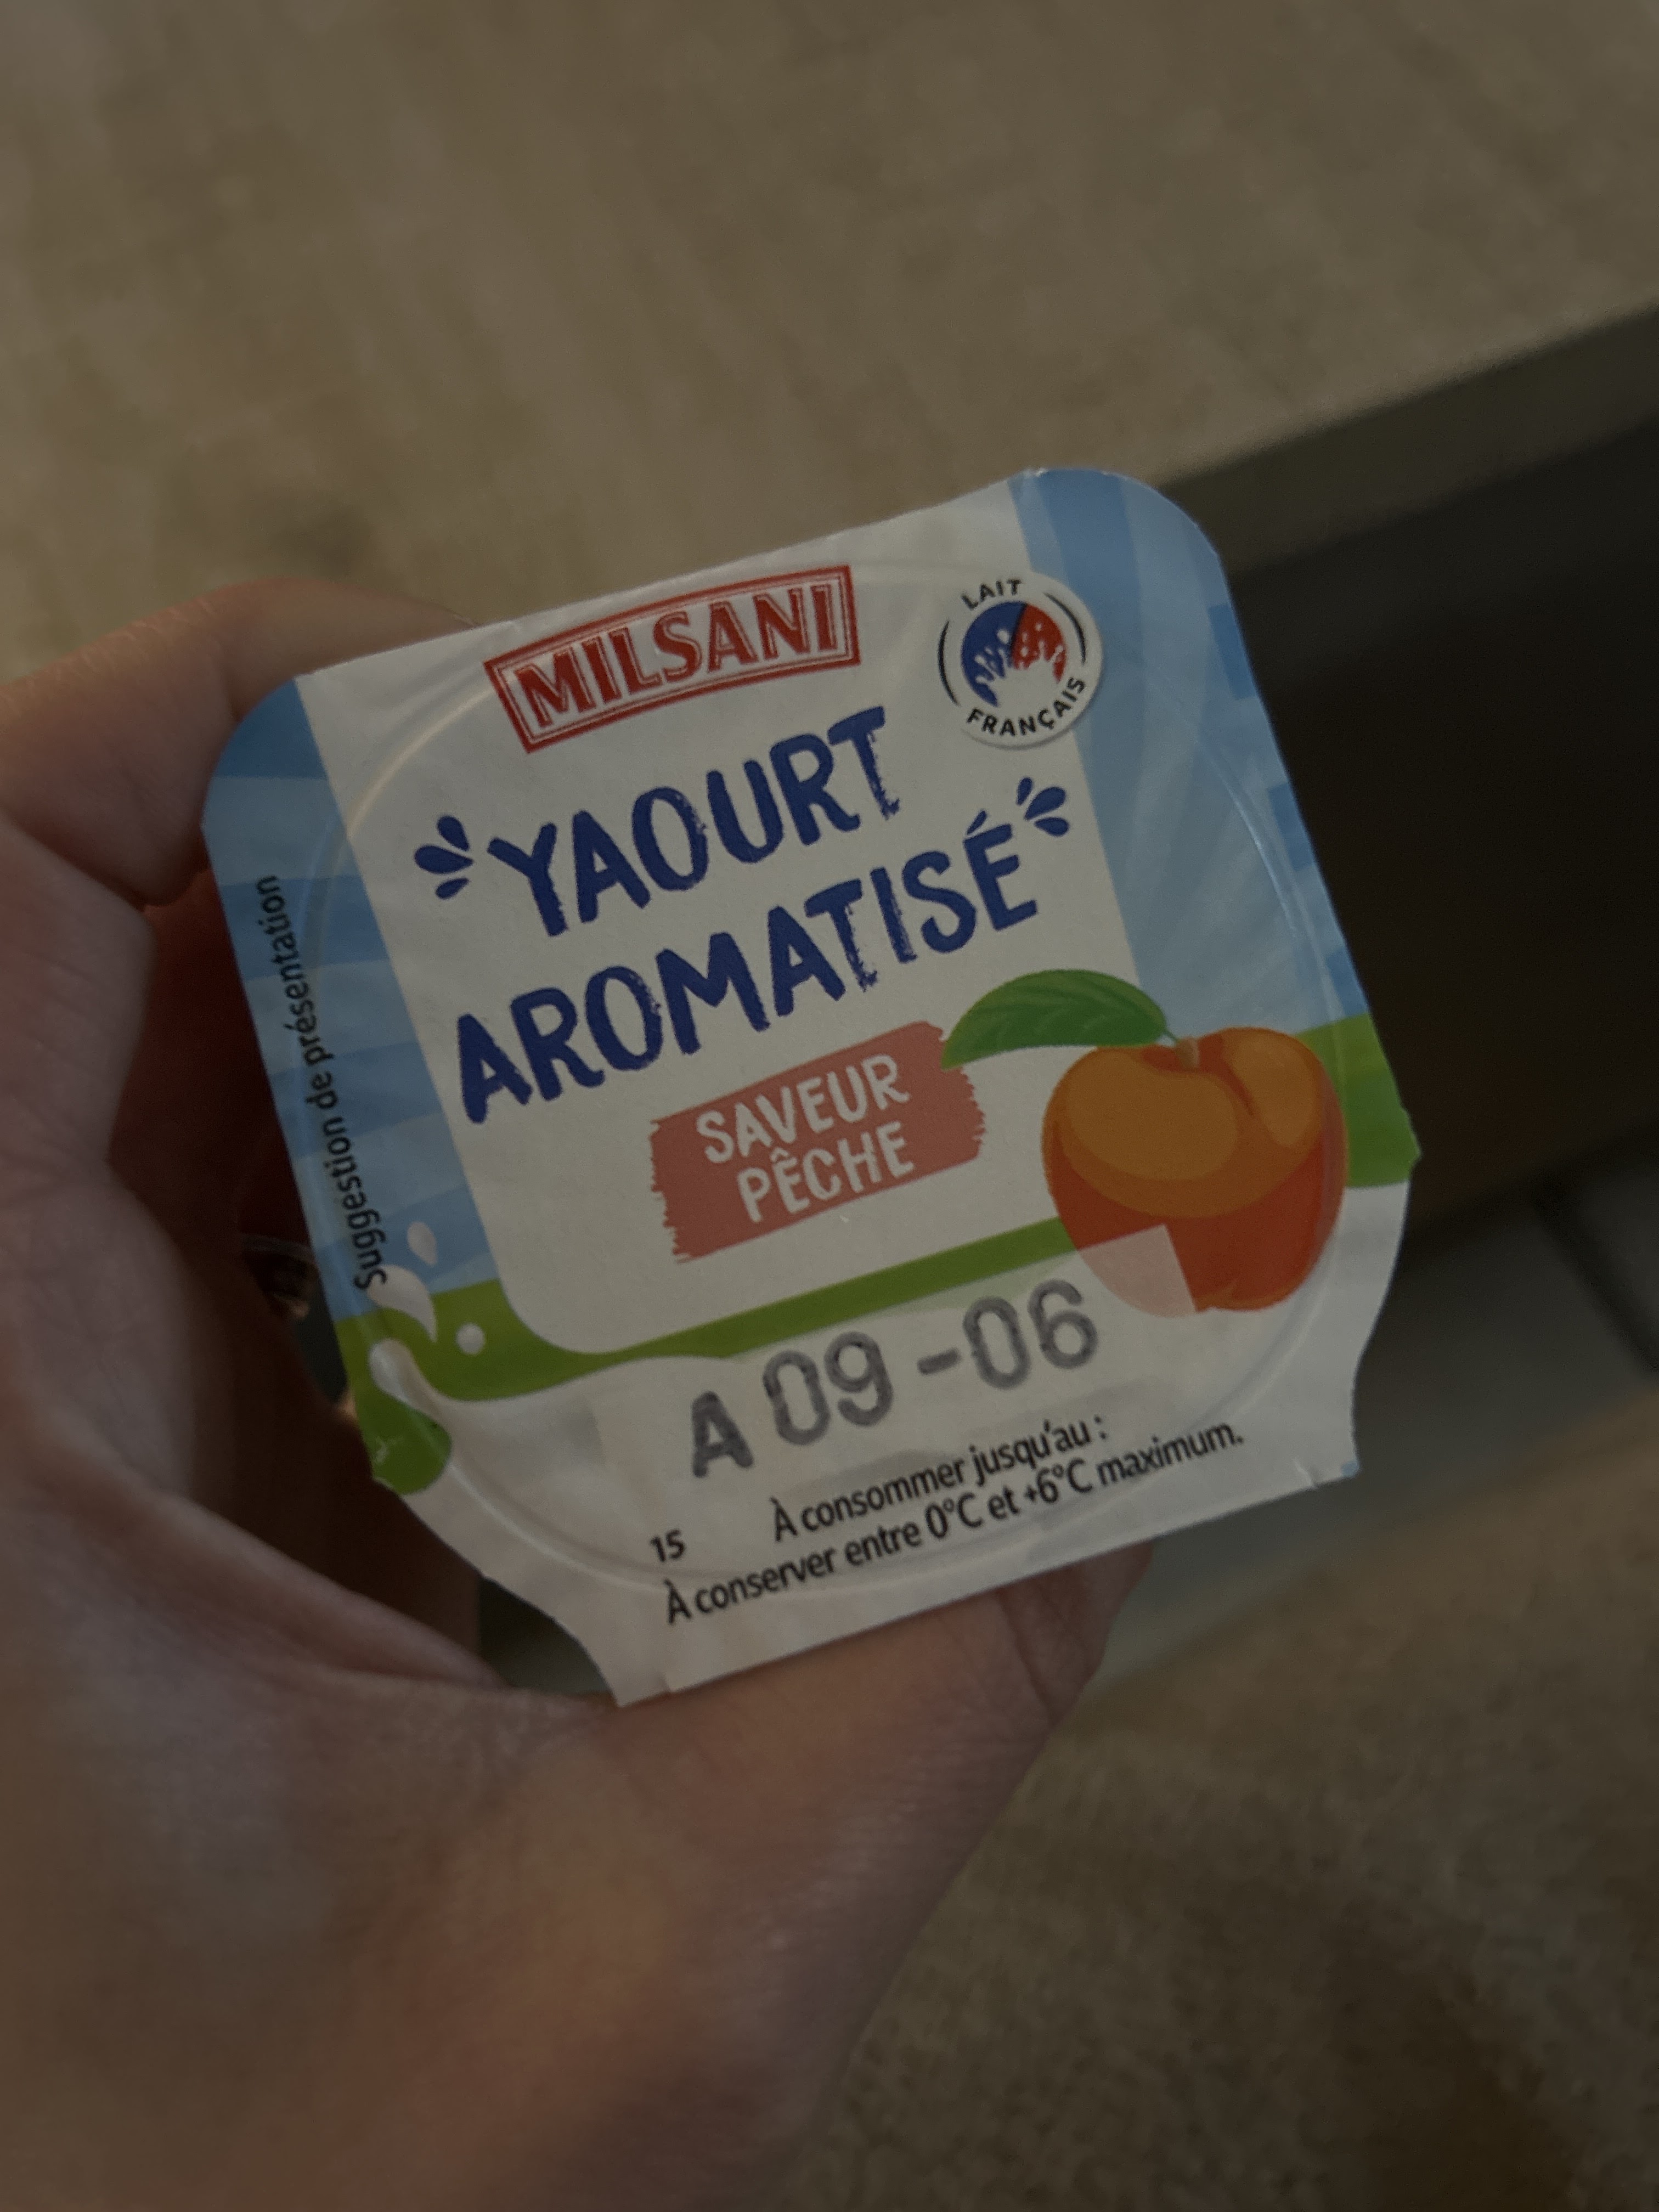 MILSANI
LAIT
FRANÇAIS
YAOURT
AROMATISÉ
SAVEUR
PÊCHE
Suggestion de présentation
A 09-06
15 À consommer jusqu'au :
À conserver entre 0°C et +6°C maximum.